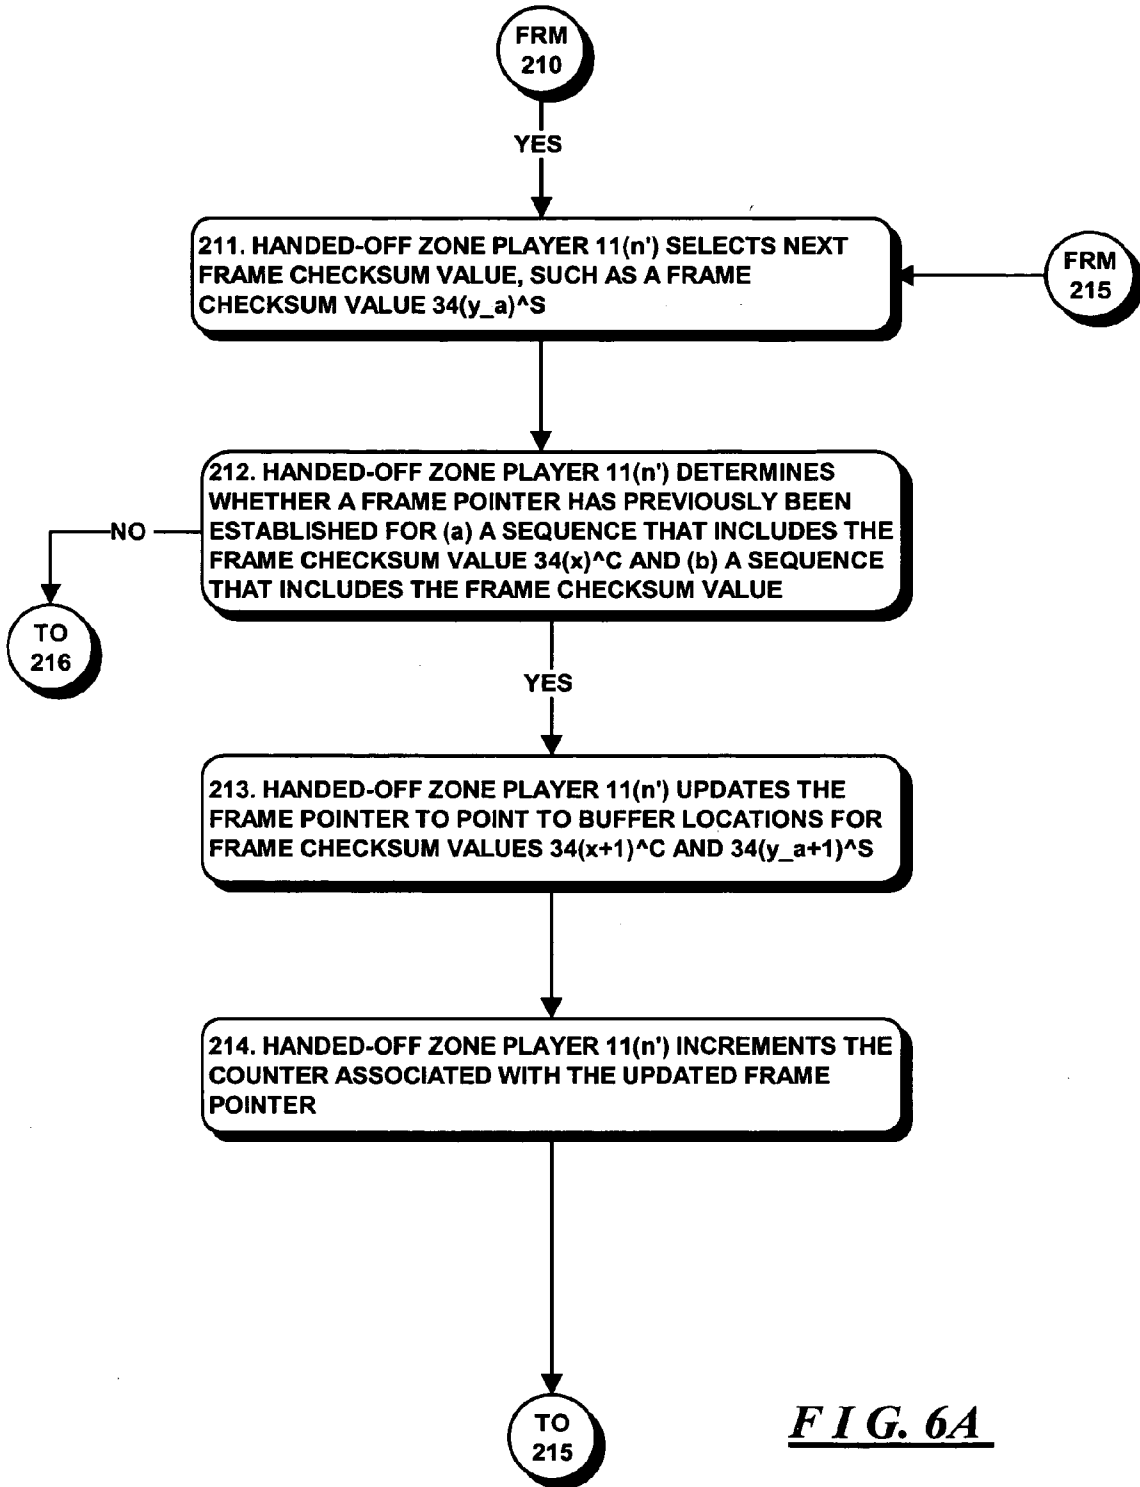 FRM
210
YES
211. HANDED-OFF ZONE PLAYER 11(n') SELECTS NEXT
FRAME CHECKSUM VALUE, SUCH AS A FRAME
CHECKSUM VALUE 34(y_a)^S
FRM
215
212. HANDED-OFF ZONE PLAYER 11(n') DETERMINES
WHETHER A FRAME POINTER HAS PREVIOUSLY BEEN
ESTABLISHED FOR (a) A SEQUENCE THAT INCLUDES THE
FRAME CHECKSUM VALUE 34(x)^C AND (b) A SEQUENCE
THAT INCLUDES THE FRAME CHECKSUM VALUE
NO
TO
216
YES
213. HANDED-OFF ZONE PLAYER 11(n') UPDATES THE
FRAME POINTER TO POINT TO BUFFER LOCATIONS FOR
FRAME CHECKSUM VALUES 34(x+1)^C AND 34(y_a+1)^S
214. HANDED-OFF ZONE PLAYER 11(n') INCREMENTS THE
COUNTER ASSOCIATED WITH THE UPDATED FRAME
POINTER
TO
215
F I G. 6A